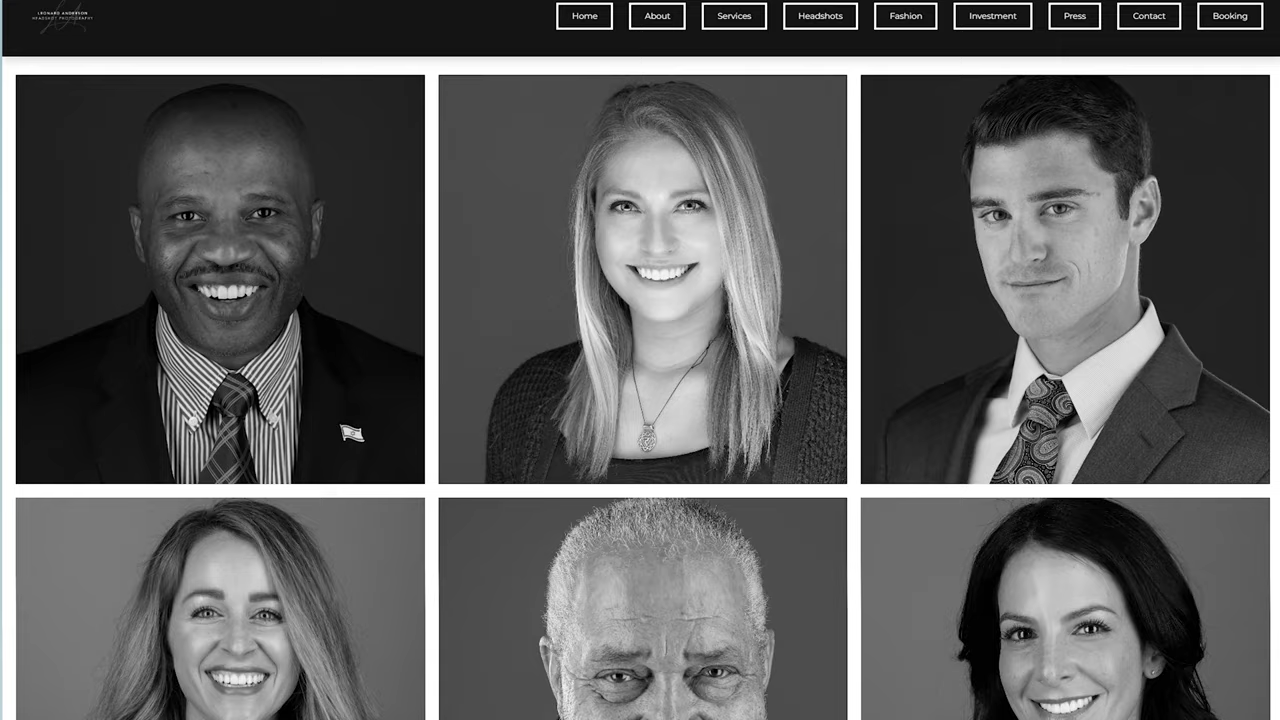 LEONARD ANDERSON
HEADSHOT PHOTOGRAPHY
Home
About
Services
Headshots
Fashion
Investment
Press
Contact
Booking